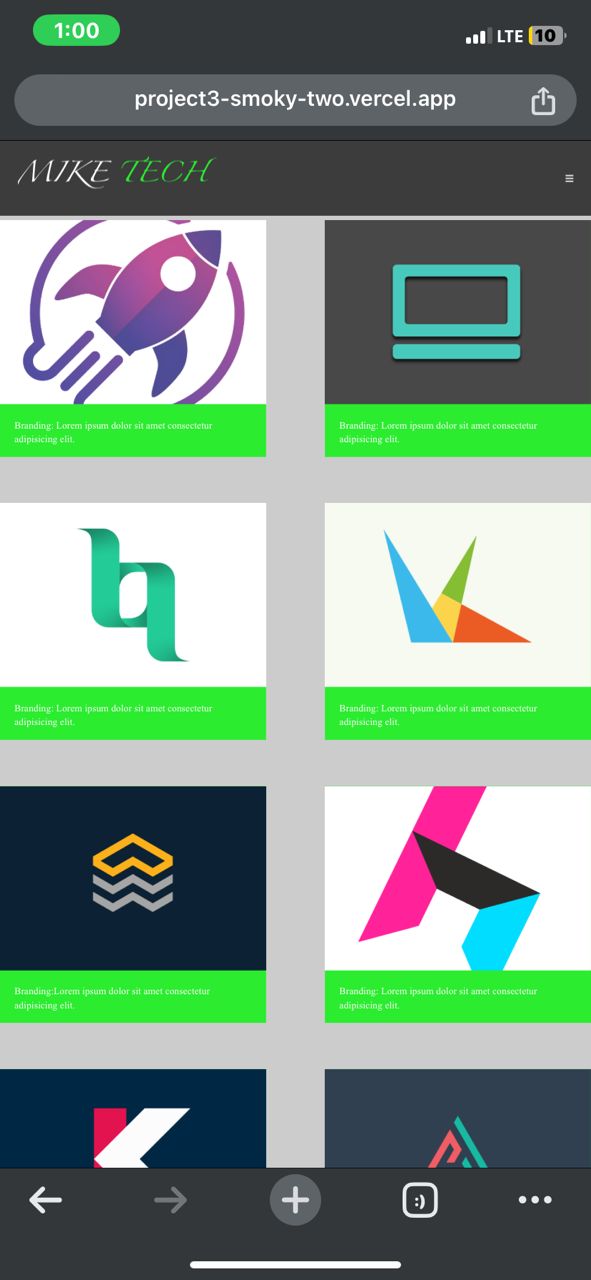 1:00
LTE 10
project3-smoky-two.vercel.app
MIKE TECH
Branding: Lorem ipsum dolor sit amet consectetur
adipisicing elit.
Branding: Lorem ipsum dolor sit amet consectetur
adipisicing elit.
Branding: Lorem ipsum dolor sit amet consectetur
adipisicing elit.
Branding: Lorem ipsum dolor sit amet consectetur
adipisicing elit.
Branding:Lorem ipsum dolor sit amet consectetur
adipisicing elit.
Branding: Lorem ipsum dolor sit amet consectetur
adipisicing elit.
:)